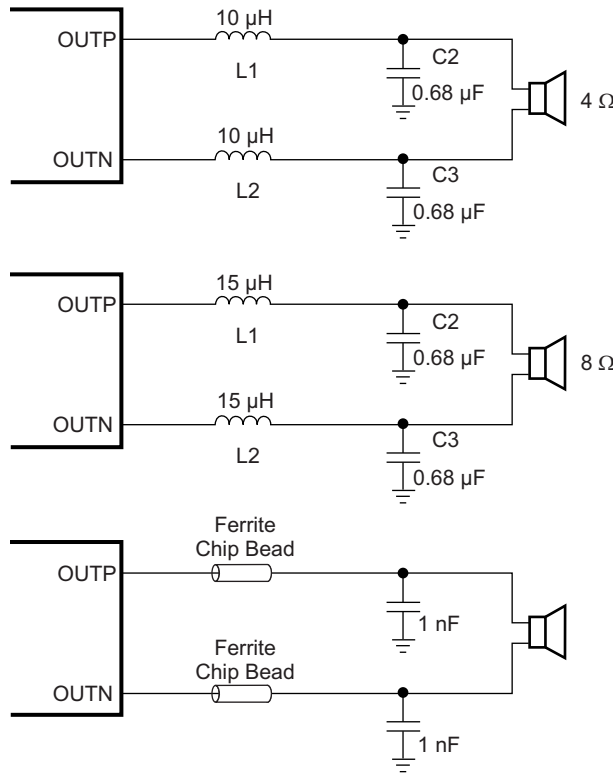 10 µH
OUTP
L1
C2
0.68 µF
4 Ω
10 µH
OUTN
L2
C3
0.68 µF
15 µH
OUTP
L1
C2
0.68 µF
8 Ω
15 µH
OUTN
L2
C3
0.68 µF
Ferrite
Chip Bead
OUTP
1 nF
Ferrite
Chip Bead
OUTN
1 nF